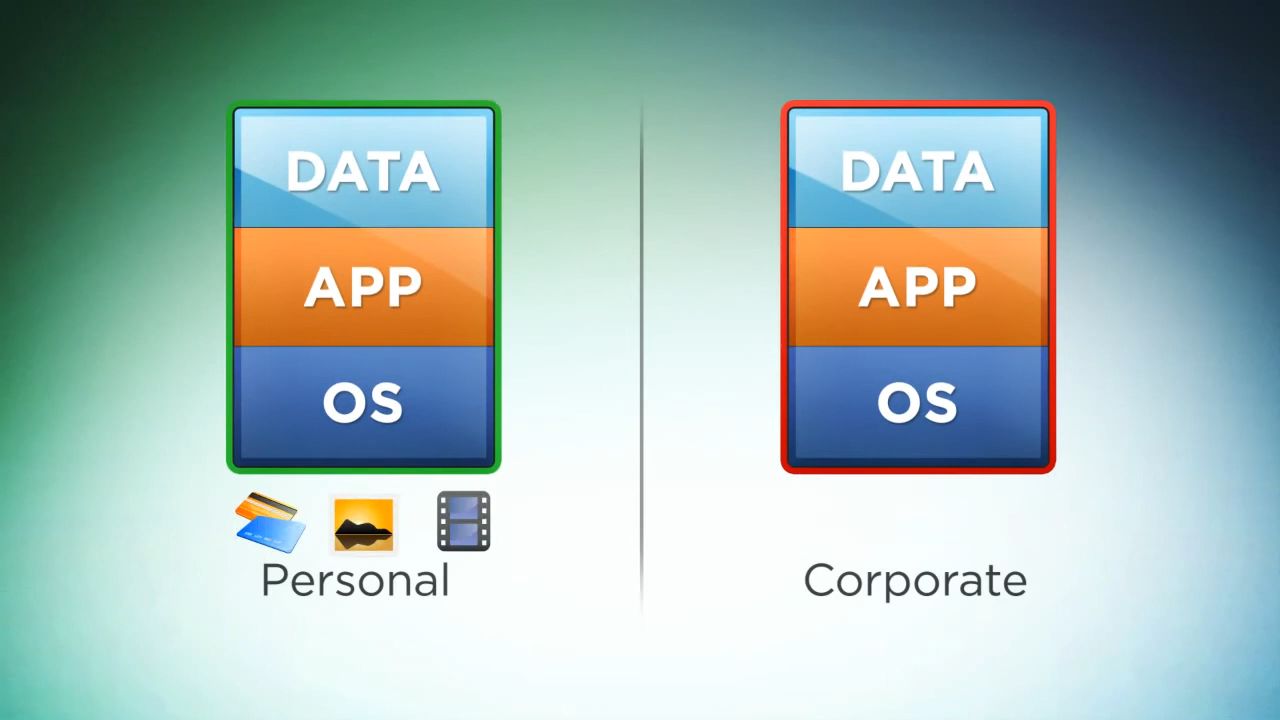 DATA
APP
OS
Personal
DATA
APP
OS
Corporate